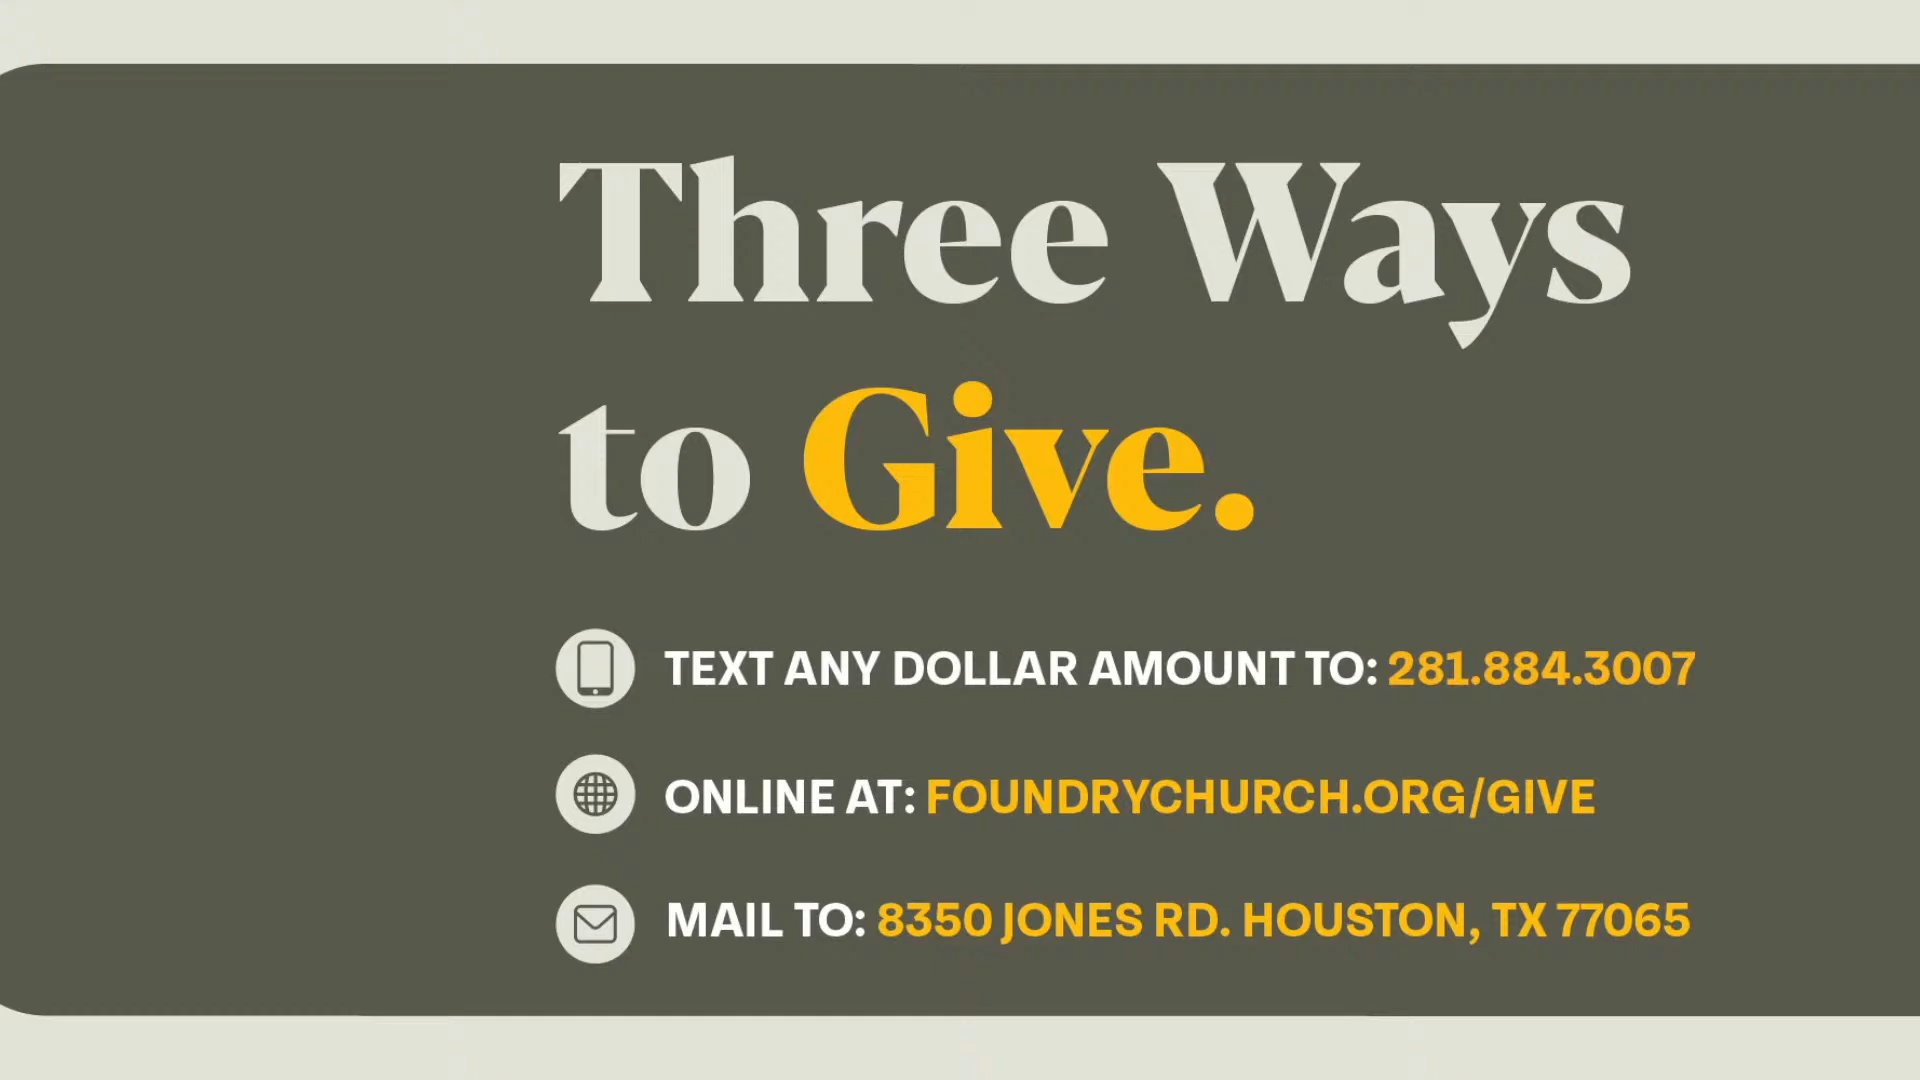 Three Ways
to Give.
TEXT ANY DOLLAR AMOUNT TO: 281.884.3007
ONLINE AT: FOUNDRYCHURCH.ORG/GIVE
MAIL TO: 8350 JONES RD. HOUSTON, TX 77065